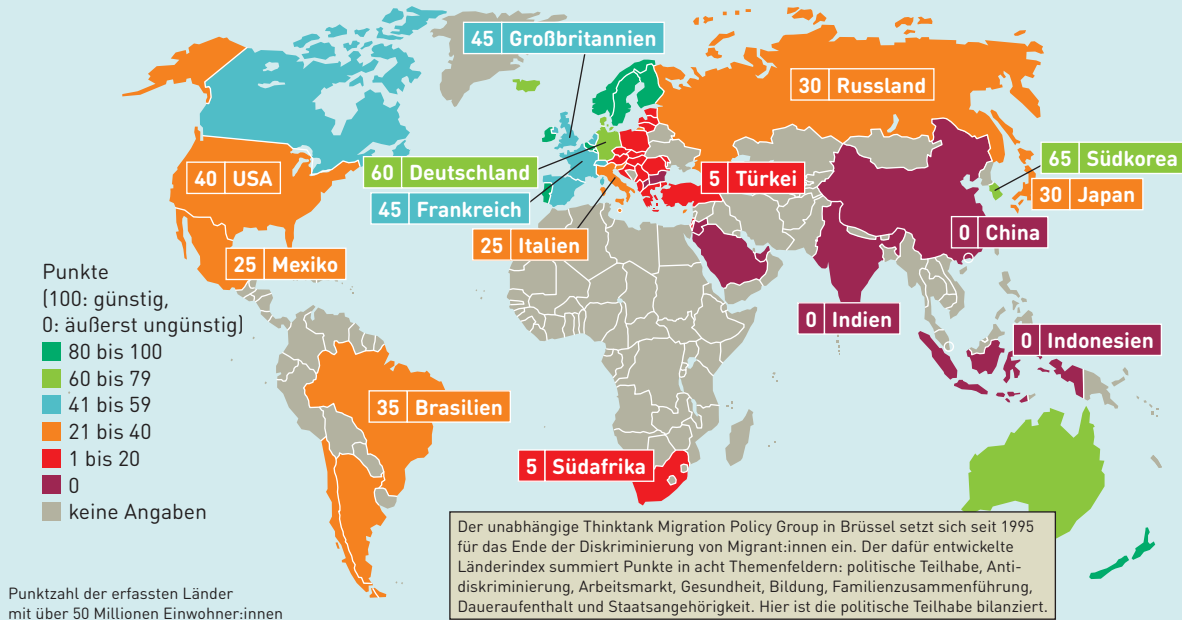 45 Großbritannien
30 Russland
60 Deutschland
65 Südkorea
40 USA
5 Türkei
45 Frankreich
30 Japan
0 China
25 Italien
25 Mexiko
Punkte
(100: günstig,
0: äußerst ungünstig)
80 bis 100
60 bis 79
41 bis 59
21 bis 40
1 bis 20
0
keine Angaben
0 Indien
0 Indonesien
35 Brasilien
5 Südafrika
Der unabhängige Thinktank Migration Policy Group in Brüssel setzt sich seit 1995
für das Ende der Diskriminierung von Migrant:innen ein. Der dafür entwickelte
Länderindex summiert Punkte in acht Themenfeldern: politische Teilhabe, Anti-
diskriminierung, Arbeitsmarkt, Gesundheit, Bildung, Familienzusammenführung,
Daueraufenthalt und Staatsangehörigkeit. Hier ist die politische Teilhabe bilanziert.
Punktzahl der erfassten Länder
mit über 50 Millionen Einwohner:innen